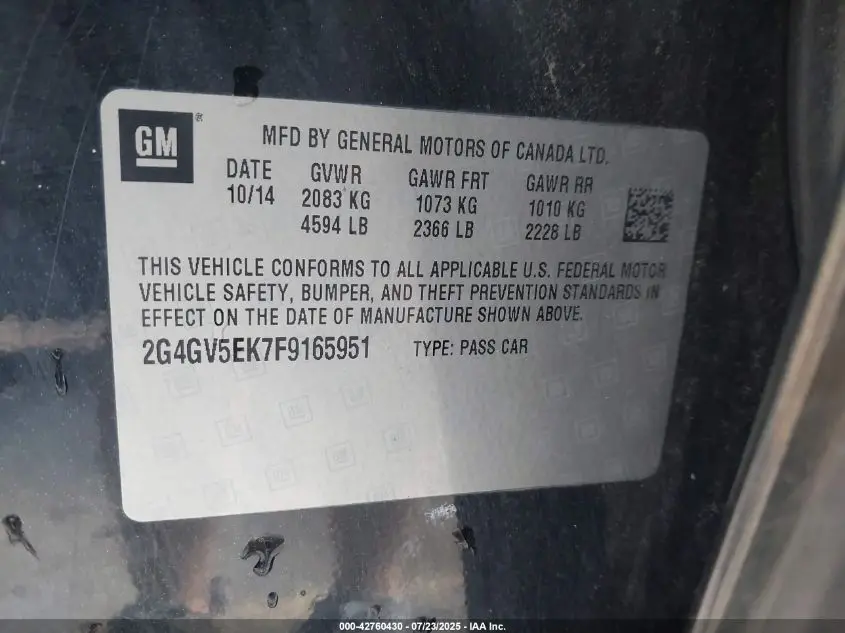 GM ®
MFD BY GENERAL MOTORS OF CANADA LTD.
DATE GVWR GAWR FRT GAWR RR
10/14 2083 KG 1073 KG 1010 KG
4594 LB 2366 LB 2228 LB
THIS VEHICLE CONFORMS TO ALL APPLICABLE U.S. FEDERAL MOTOR
VEHICLE SAFETY, BUMPER, AND THEFT PREVENTION STANDARDS IN
EFFECT ON THE DATE OF MANUFACTURE SHOWN ABOVE.
2G4GV5EK7F9165951 TYPE: PASS CAR
000-42760430 - 07/23/2025 - IAA Inc.